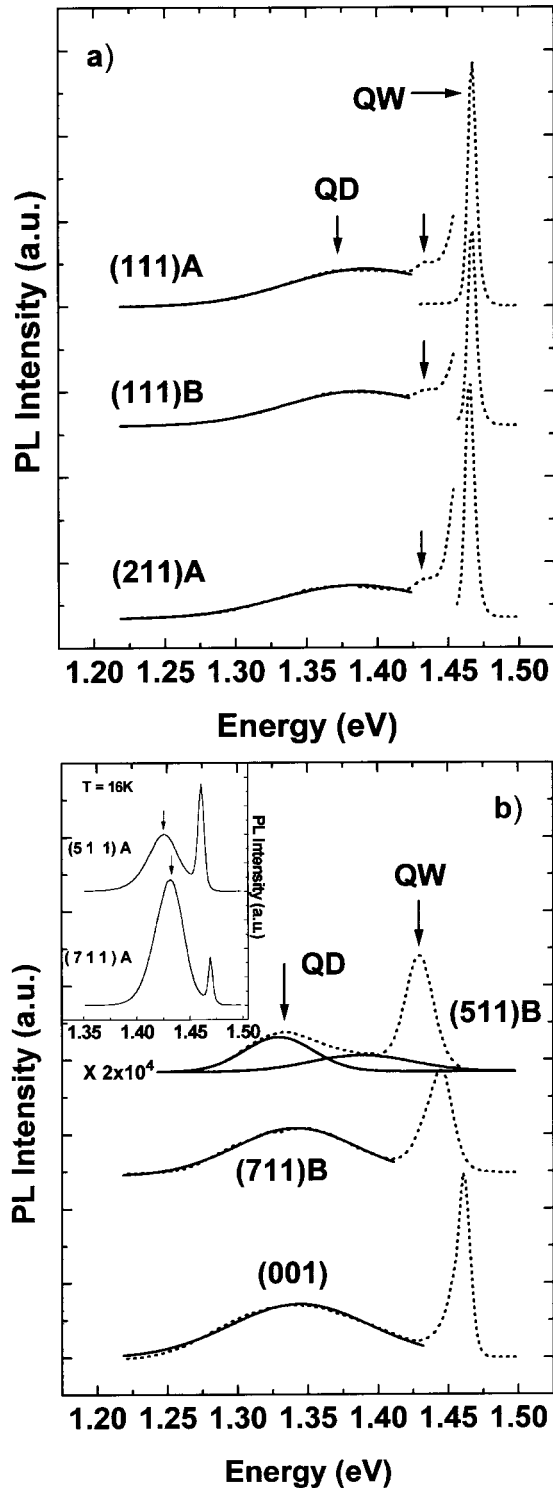 a)
QW
QD
(111)A
(111)B
(211)A
PL Intensity (a.u.)
1.20 1.25 1.30 1.35 1.40 1.45 1.50
Energy (eV)
b)
T = 16K
(5 1 1) A
(7 1 1) A
PL Intensity (a.u.)
1.35 1.40 1.45 1.50
QW
QD
(511)B
X 2x10⁴
(711)B
(001)
PL Intensity (a.u.)
1.20 1.25 1.30 1.35 1.40 1.45 1.50
Energy (eV)